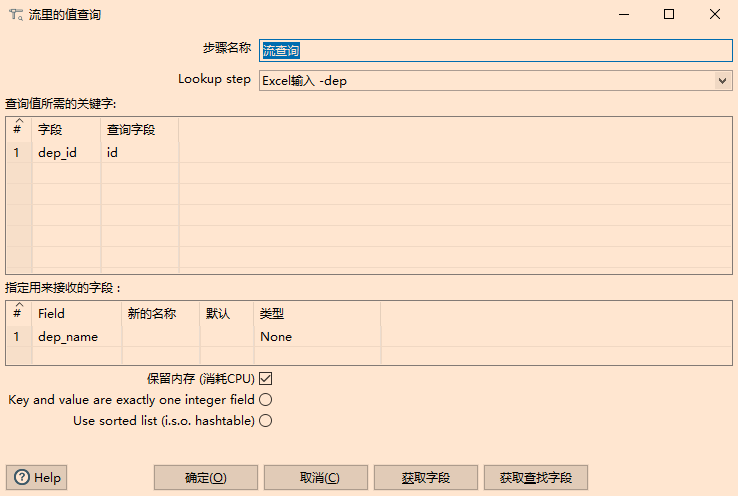 流里的值查询
步骤名称 流查询
Lookup step Excel输入 -dep
查询值所需的关键字:
# 字段 查询字段
1 dep_id id
指定用来接收的字段 :
# Field 新的名称 默认 类型
1 dep_name None
保留内存 (消耗CPU)
Key and value are exactly one integer field
Use sorted list (i.s.o. hashtable)
Help 确定(O) 取消(C) 获取字段 获取查找字段